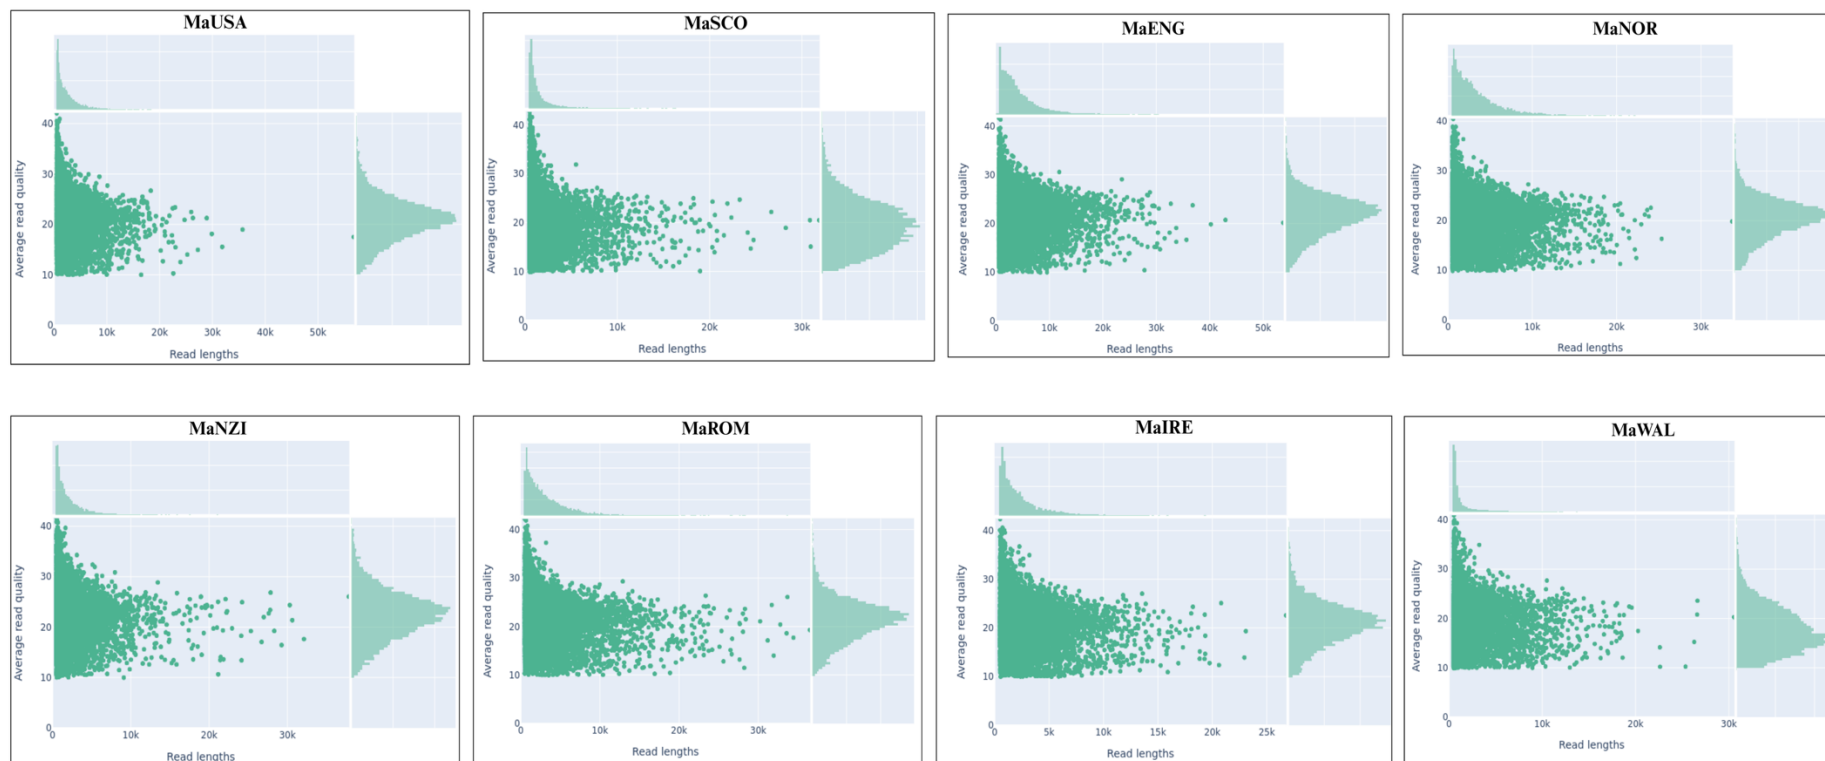 MaUSA
MaSCO
MaENG
MaNOR
40
30
20
10
0
Average read quality
0 10k 20k 30k 40k 50k
Read lengths
40
30
20
10
0
Average read quality
0 10k 20k 30k
Read lengths
40
30
20
10
0
Average read quality
0 10k 20k 30k 40k 50k
Read lengths
40
30
20
10
0
Average read quality
0 10k 20k 30k
Read lengths
MaNZI
MaROM
MaIRE
MaWAL
40
30
20
10
0
Average read quality
0 10k 20k 30k
Read lengths
40
30
20
10
0
Average read quality
0 10k 20k 30k
Read lengths
40
30
20
10
0
Average read quality
0 5k 10k 15k 20k 25k
Read lengths
40
30
20
10
0
Average read quality
0 10k 20k 30k
Read lengths